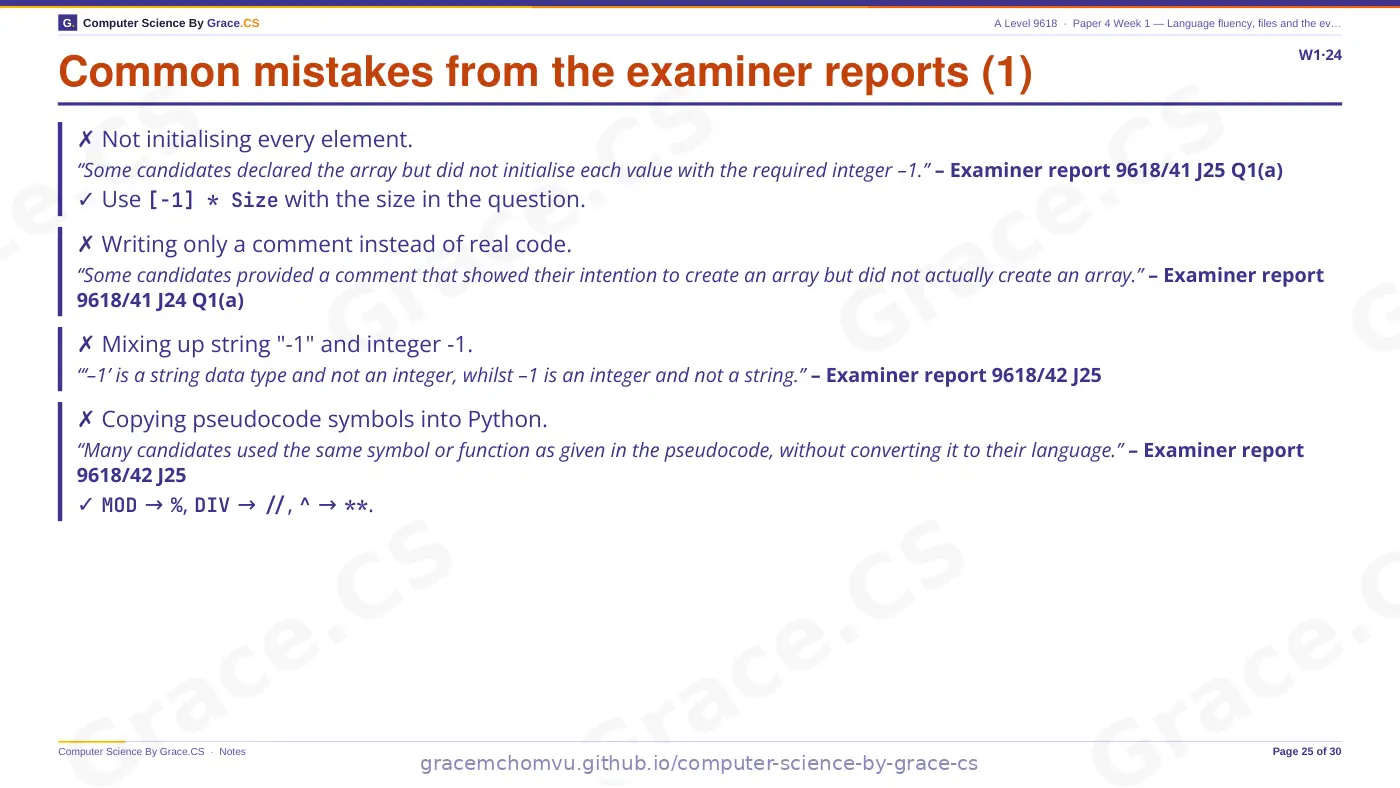 G. Computer Science By Grace.CS
A Level 9618 · Paper 4 Week 1 — Language fluency, files and the ev…
Common mistakes from the examiner reports (1)
W1·24
✗ Not initialising every element.
“Some candidates declared the array but did not initialise each value with the required integer –1.” – Examiner report 9618/41 J25 Q1(a)
✓ Use [-1] * Size with the size in the question.
✗ Writing only a comment instead of real code.
“Some candidates provided a comment that showed their intention to create an array but did not actually create an array.” – Examiner report
9618/41 J24 Q1(a)
✗ Mixing up string "-1" and integer -1.
“‘–1’ is a string data type and not an integer, whilst –1 is an integer and not a string.” – Examiner report 9618/42 J25
✗ Copying pseudocode symbols into Python.
“Many candidates used the same symbol or function as given in the pseudocode, without converting it to their language.” – Examiner report
9618/42 J25
✓ MOD → %, DIV → //, ^ → **.
Computer Science By Grace.CS · Notes
Page 25 of 30
gracemchomvu.github.io/computer-science-by-grace-cs
Grace.CS